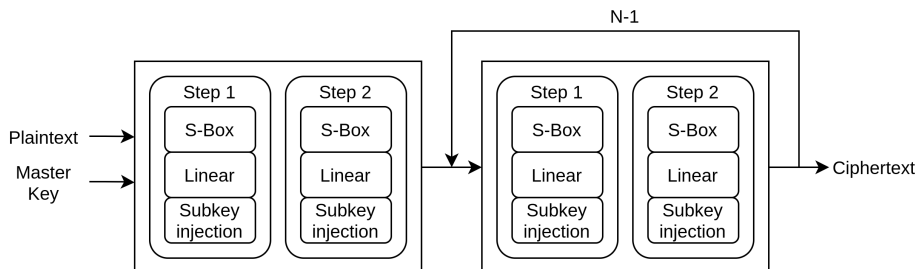 N-1
Plaintext
Master
Key
Step 1
S-Box
Linear
Subkey
injection
Step 2
S-Box
Linear
Subkey
injection
Step 1
S-Box
Linear
Subkey
injection
Step 2
S-Box
Linear
Subkey
injection
Ciphertext